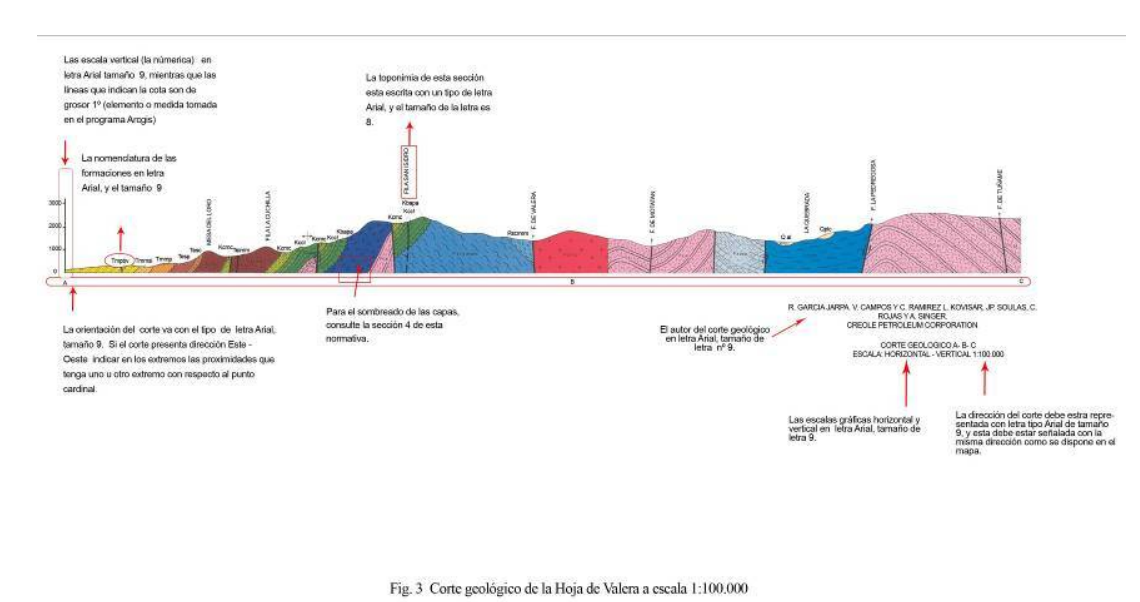 Las escala vertical (la númerica) en
letra Arial tamaño 9, mientras que las
líneas que indican la cota son de
grosor 1º (elemento o medida tomada
en el programa Arcgis)
La toponimia de esta sección
esta escrita con un tipo de letra
Arial, y el tamaño de la letra es
8.
La nomenclatura de las
formaciones en letra
Arial, y el tamaño 9
3000
2000
1000
0
MESA DEL LORO
FILA LA CUCHILLA
FILA SAN ISIDRO
F. DE VALERA
F. DE MOTATAN
LA QUEBRADA
F. LA PEDREGOSA
F. DE TUÑAME
A
B
C
La orientación del corte va con el tipo de letra Arial,
tamaño 9. Si el corte presenta dirección Este -
Oeste indicar en los extremos las proximidades que
tenga uno u otro extremo con respecto al punto
cardinal.
Para el sombreado de las capas,
consulte la sección 4 de esta
normativa.
El autor del corte geológico
en letra Arial, tamaño de
letra nº 9.
R. GARCIA JARPA, V. CAMPOS Y C. RAMIREZ L. KOVISAR, JP. SOULAS, C.
ROJAS Y A. SINGER.
CREOLE PETROLEUM CORPORATION
CORTE GEOLOGICO A- B- C
ESCALA: HORIZONTAL - VERTICAL 1:100.000
Las escalas gráficas horizontal y
vertical en letra Arial, tamaño de
letra 9.
La dirección del corte debe estra repre-
sentada con letra tipo Arial de tamaño
9, y esta debe estar señalada con la
misma dirección como se dispone en el
mapa.
Fig. 3 Corte geológico de la Hoja de Valera a escala 1:100.000